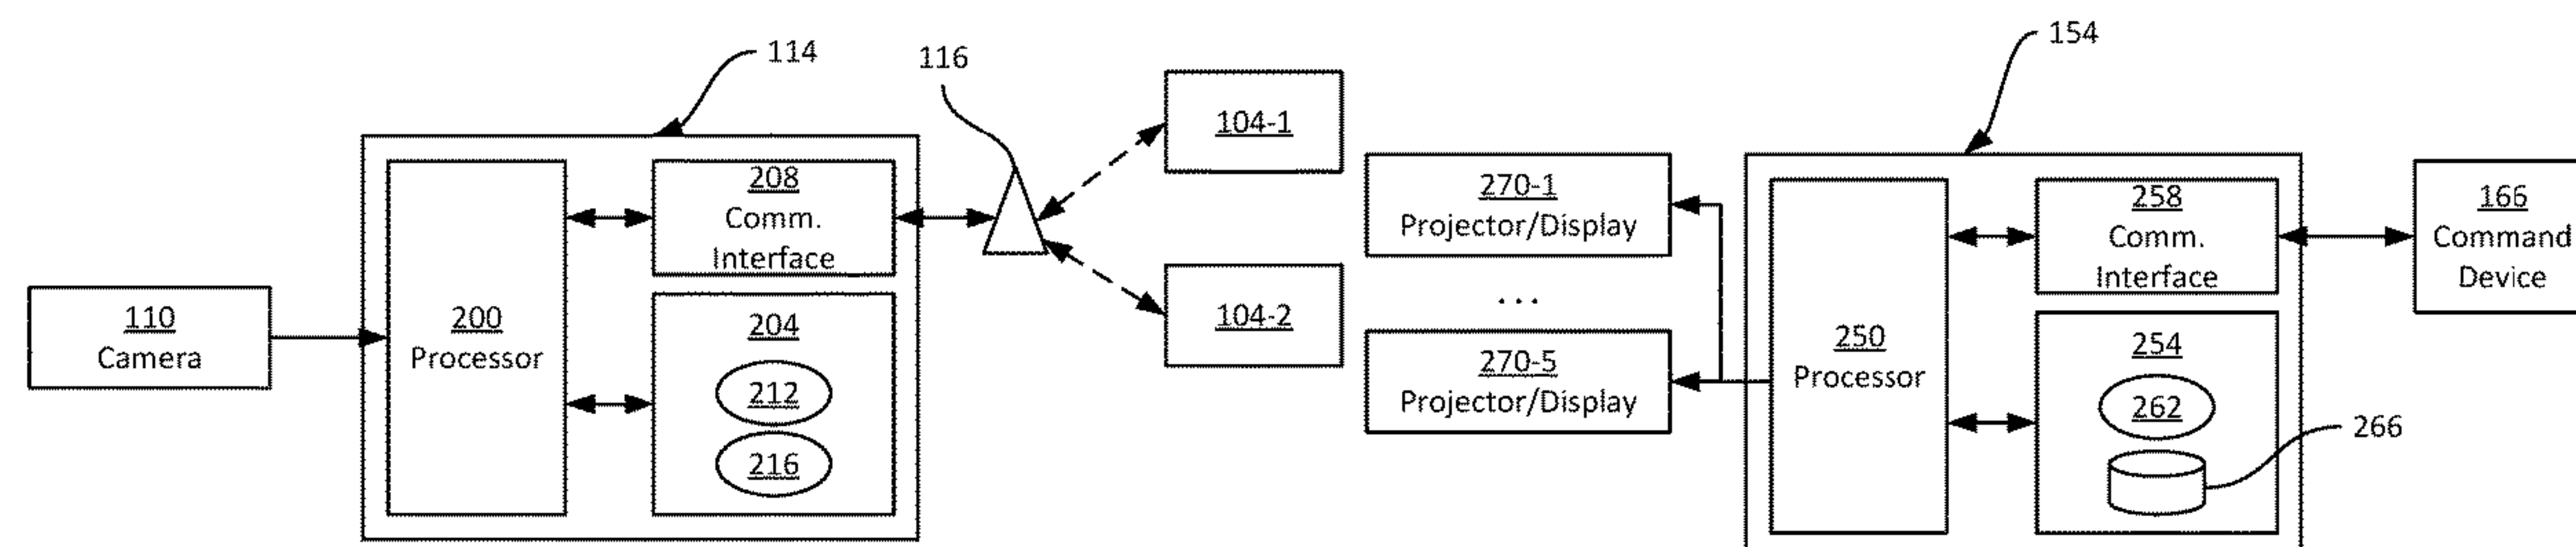 114
116
110
Camera
200
Processor
208
Comm.
Interface
204
212
216
104-1
104-2
270-1
Projector/Display
...
270-5
Projector/Display
154
250
Processor
258
Comm.
Interface
254
262
266
166
Command
Device